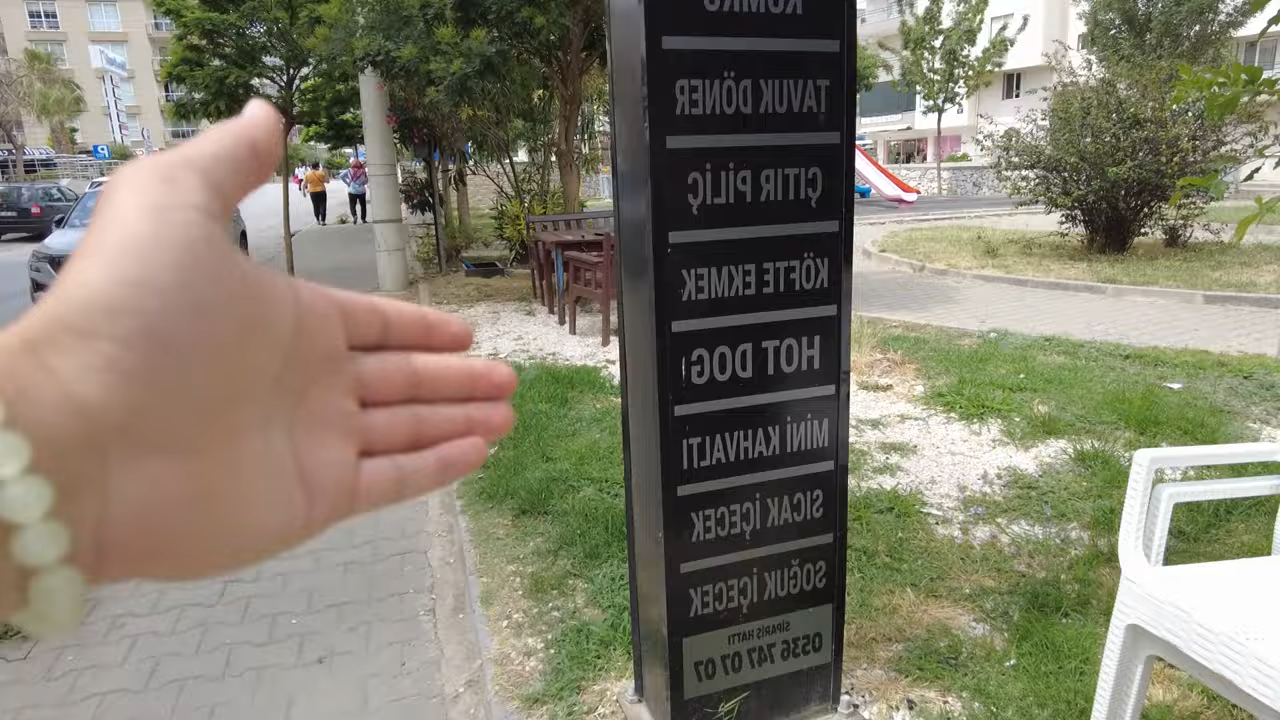 KUMRU
TAVUK DÖNER
ÇITIR PİLİÇ
KÖFTE EKMEK
HOT DOG
MİNİ KAHVALTI
SICAK İÇECEK
SOĞUK İÇECEK
SİPARİŞ HATTI
0536 747 07 07